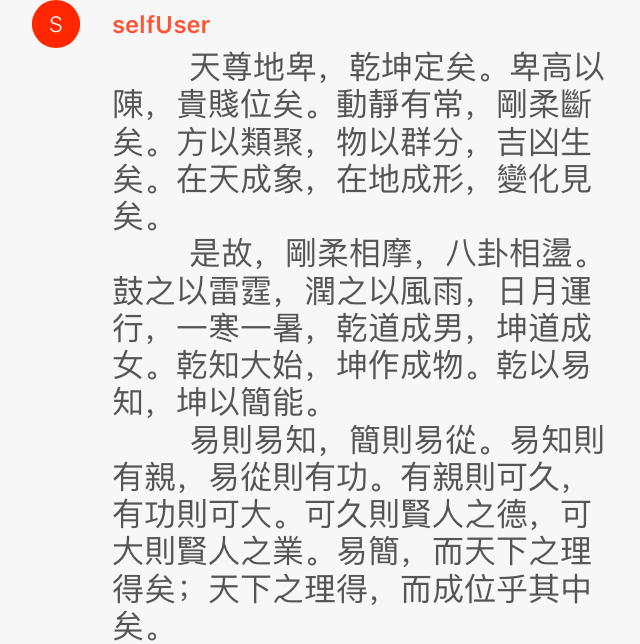 S
selfUser
天尊地卑，乾坤定矣。卑高以
陳，貴賤位矣。動靜有常，剛柔斷
矣。方以類聚，物以群分，吉凶生
矣。在天成象，在地成形，變化見
矣。
是故，剛柔相摩，八卦相盪。
鼓之以雷霆，潤之以風雨，日月運
行，一寒一暑，乾道成男，坤道成
女。乾知大始，坤作成物。乾以易
知，坤以簡能。
易則易知，簡則易從。易知則
有親，易從則有功。有親則可久，
有功則可大。可久則賢人之德，可
大則賢人之業。易簡，而天下之理
得矣；天下之理得，而成位乎其中
矣。